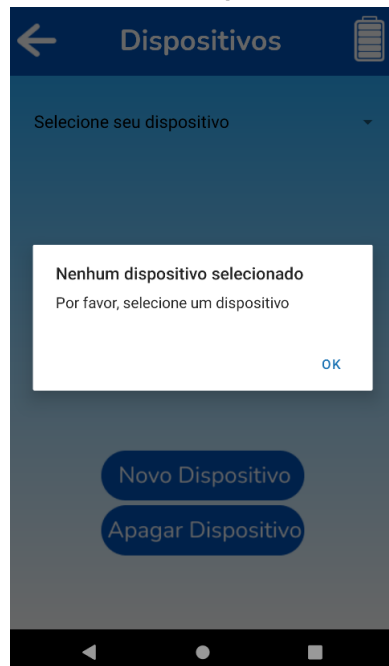 Dispositivos
Selecione seu dispositivo
Nenhum dispositivo selecionado
Por favor, selecione um dispositivo
OK
Novo Dispositivo
Apagar Dispositivo